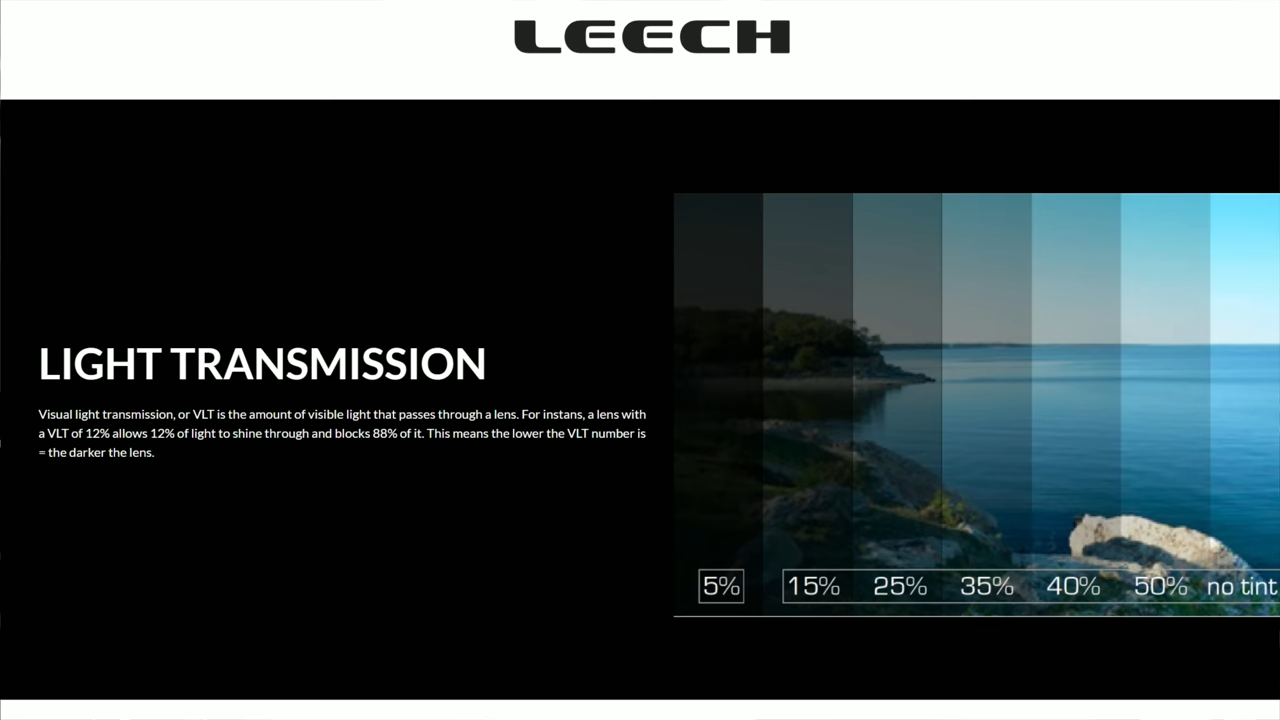 LEECH
LIGHT TRANSMISSION
Visual light transmission, or VLT is the amount of visible light that passes through a lens. For instans, a lens with
a VLT of 12% allows 12% of light to shine through and blocks 88% of it. This means the lower the VLT number is
= the darker the lens.
5% 15% 25% 35% 40% 50% no tint